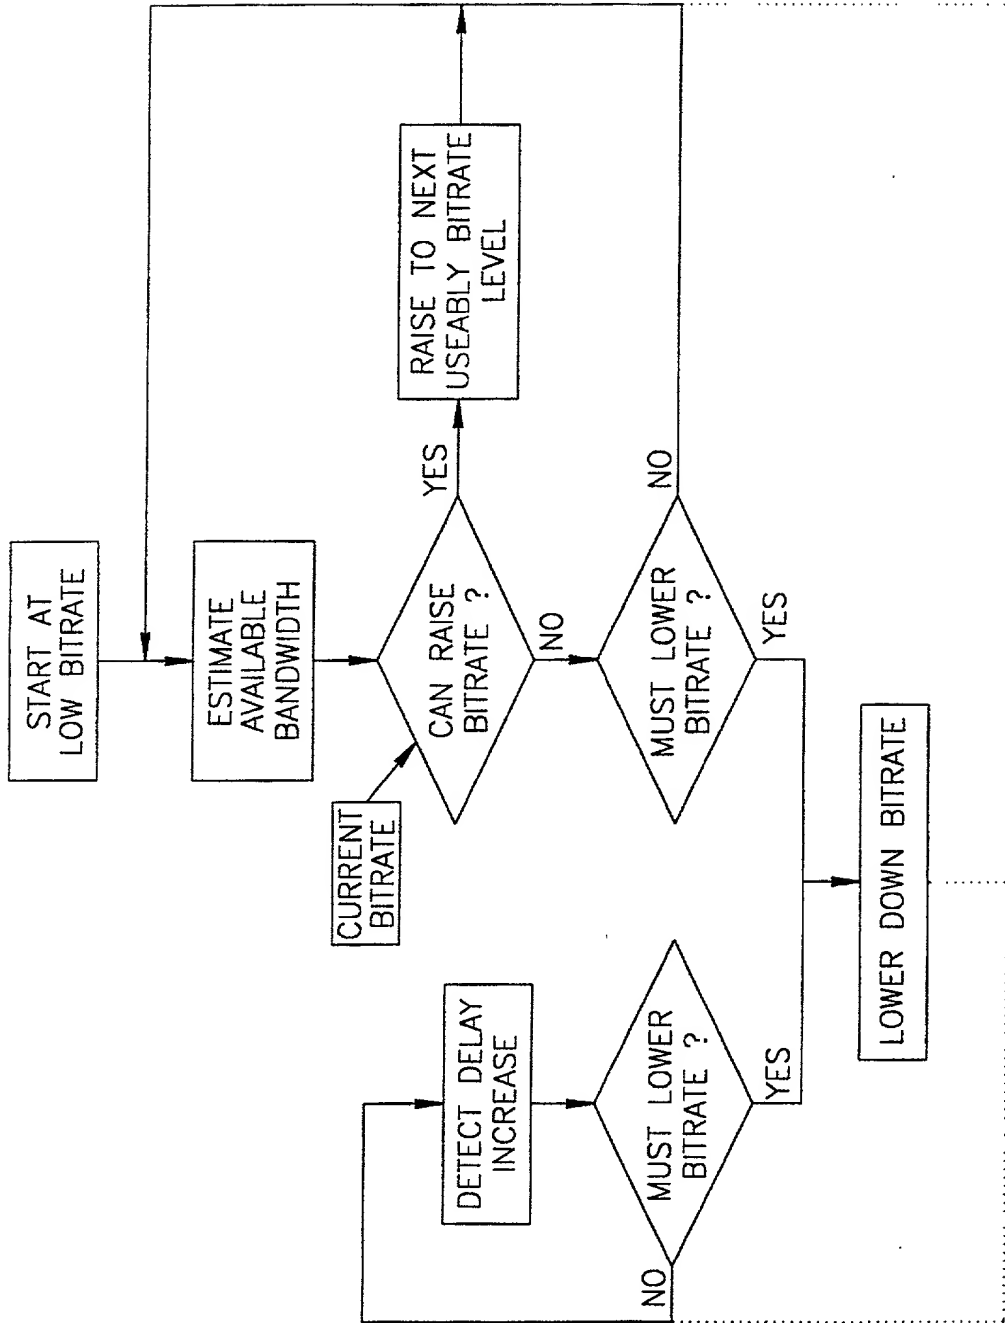 START AT
LOW BITRATE
ESTIMATE
AVAILABLE
BANDWIDTH
CURRENT
BITRATE
CAN RAISE
BITRATE ?
YES
RAISE TO NEXT
USEABLY BITRATE
LEVEL
NO
MUST LOWER
BITRATE ?
NO
YES
DETECT DELAY
INCREASE
MUST LOWER
BITRATE ?
NO
YES
LOWER DOWN BITRATE